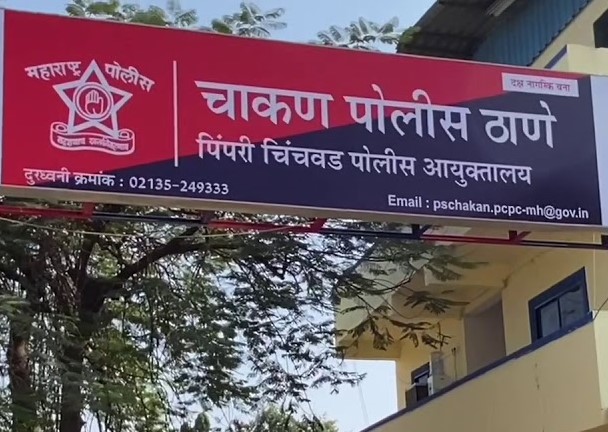 महाराष्ट्र पोलीस
दक्ष नागरिक बना
चाकण पोलीस ठाणे
पिंपरी चिंचवड पोलीस आयुक्तालय
दुरध्वनी क्रमांक : 02135-249333
Email : pschakan.pcpc-mh@gov.in